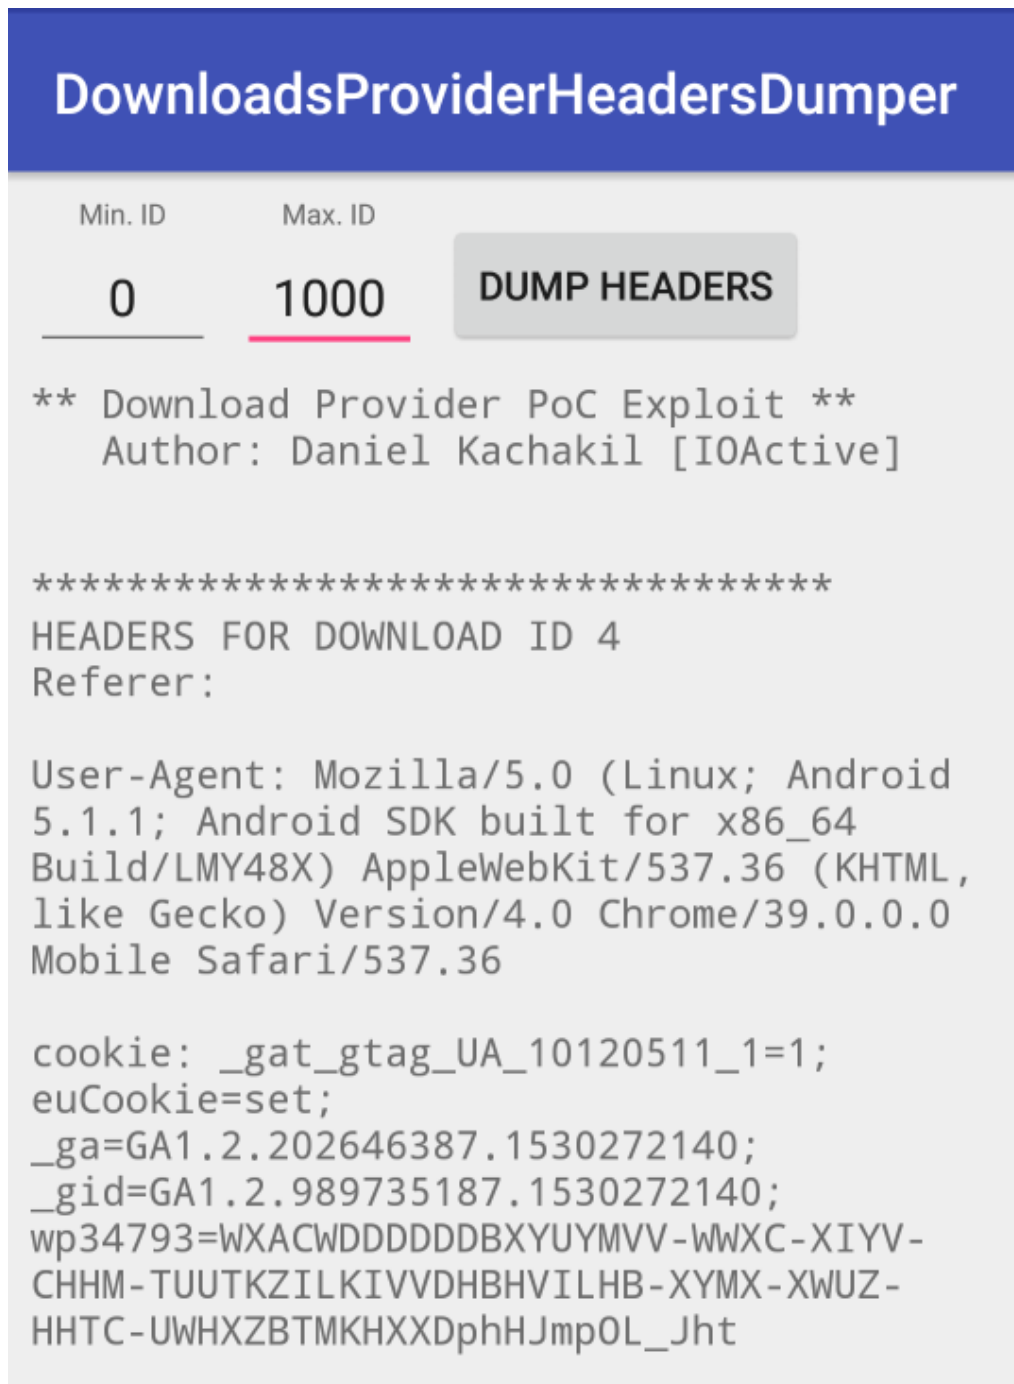 DownloadsProviderHeadersDumper
Min. ID Max. ID
0 1000 DUMP HEADERS
** Download Provider PoC Exploit **
Author: Daniel Kachakil [IOActive]
**********************************
HEADERS FOR DOWNLOAD ID 4
Referer:
User-Agent: Mozilla/5.0 (Linux; Android
5.1.1; Android SDK built for x86_64
Build/LMY48X) AppleWebKit/537.36 (KHTML,
like Gecko) Version/4.0 Chrome/39.0.0.0
Mobile Safari/537.36
cookie: _gat_gtag_UA_10120511_1=1;
euCookie=set;
_ga=GA1.2.202646387.1530272140;
_gid=GA1.2.989735187.1530272140;
wp34793=WXACWDDDDDDBXYUYMVV-WWXC-XIYV-
CHHM-TUUTKZILKIVVDHBHVILHB-XYMX-XWUZ-
HHTC-UWHXZBTMKHXXDphHJmpOL_Jht